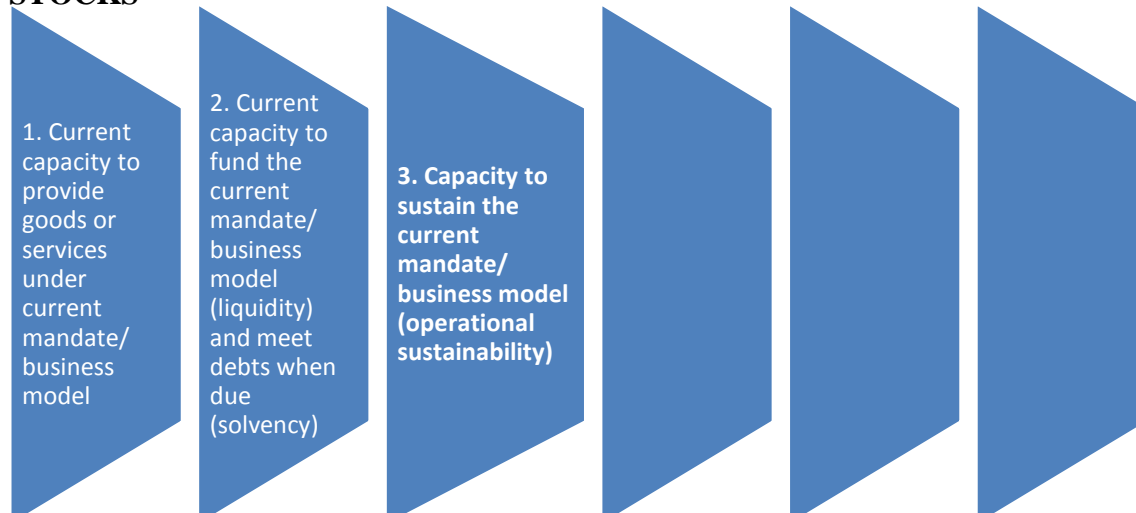 STOCKS
1. Current
capacity to
provide
goods or
services
under
current
mandate/
business
model
2. Current
capacity to
fund the
current
mandate/
business
model
(liquidity)
and meet
debts when
due
(solvency)
3. Capacity to
sustain the
current
mandate/
business model
(operational
sustainability)